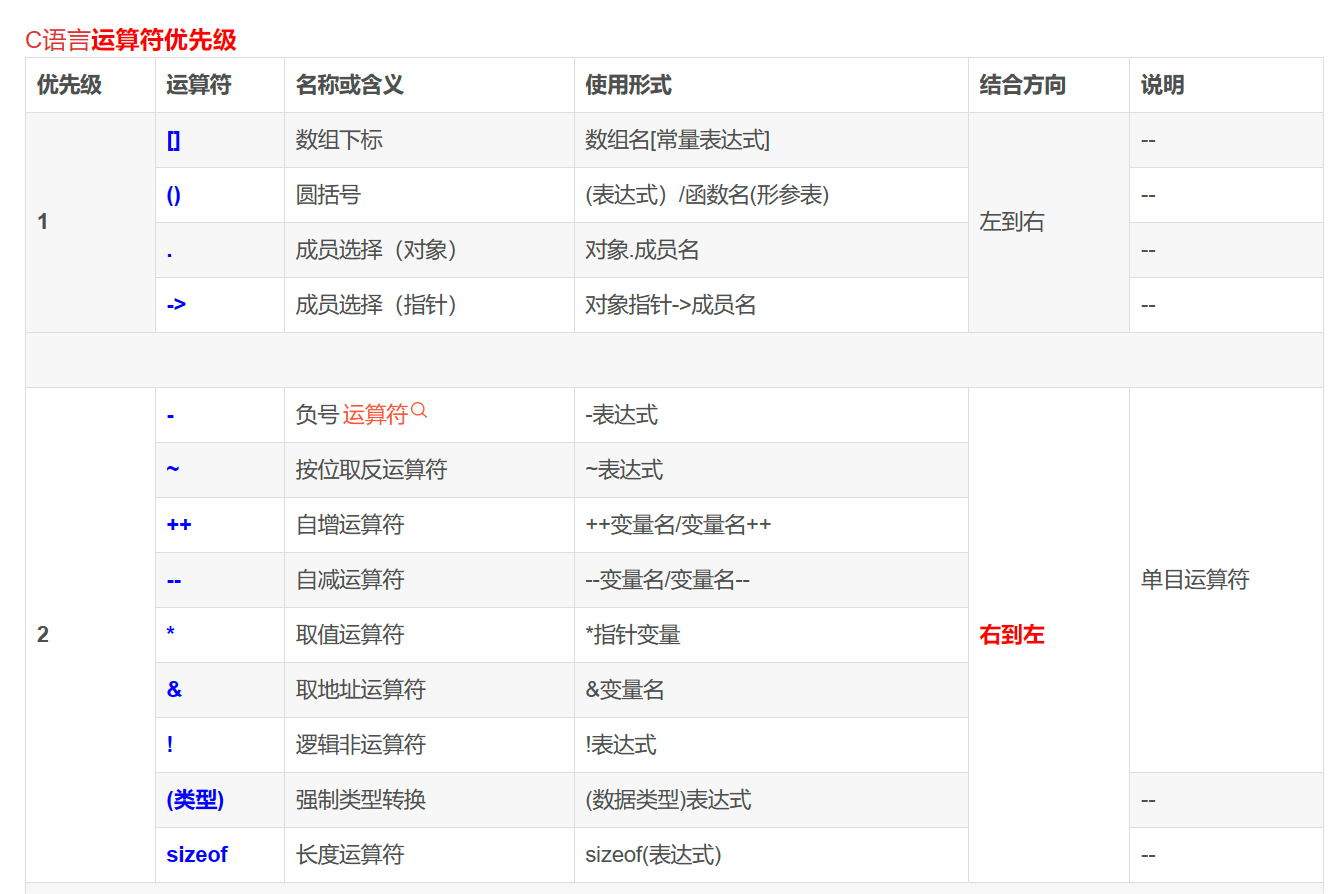 C语言运算符优先级
优先级 运算符 名称或含义 使用形式 结合方向 说明
1 [] 数组下标 数组名[常量表达式] 左到右 --
() 圆括号 (表达式）/函数名(形参表) --
. 成员选择（对象） 对象.成员名 --
-> 成员选择（指针） 对象指针->成员名 --
2 - 负号运算符 -表达式 右到左 单目运算符
~ 按位取反运算符 ~表达式
++ 自增运算符 ++变量名/变量名++
-- 自减运算符 --变量名/变量名--
* 取值运算符 *指针变量
& 取地址运算符 &变量名
! 逻辑非运算符 !表达式
(类型) 强制类型转换 (数据类型)表达式 --
sizeof 长度运算符 sizeof(表达式) --